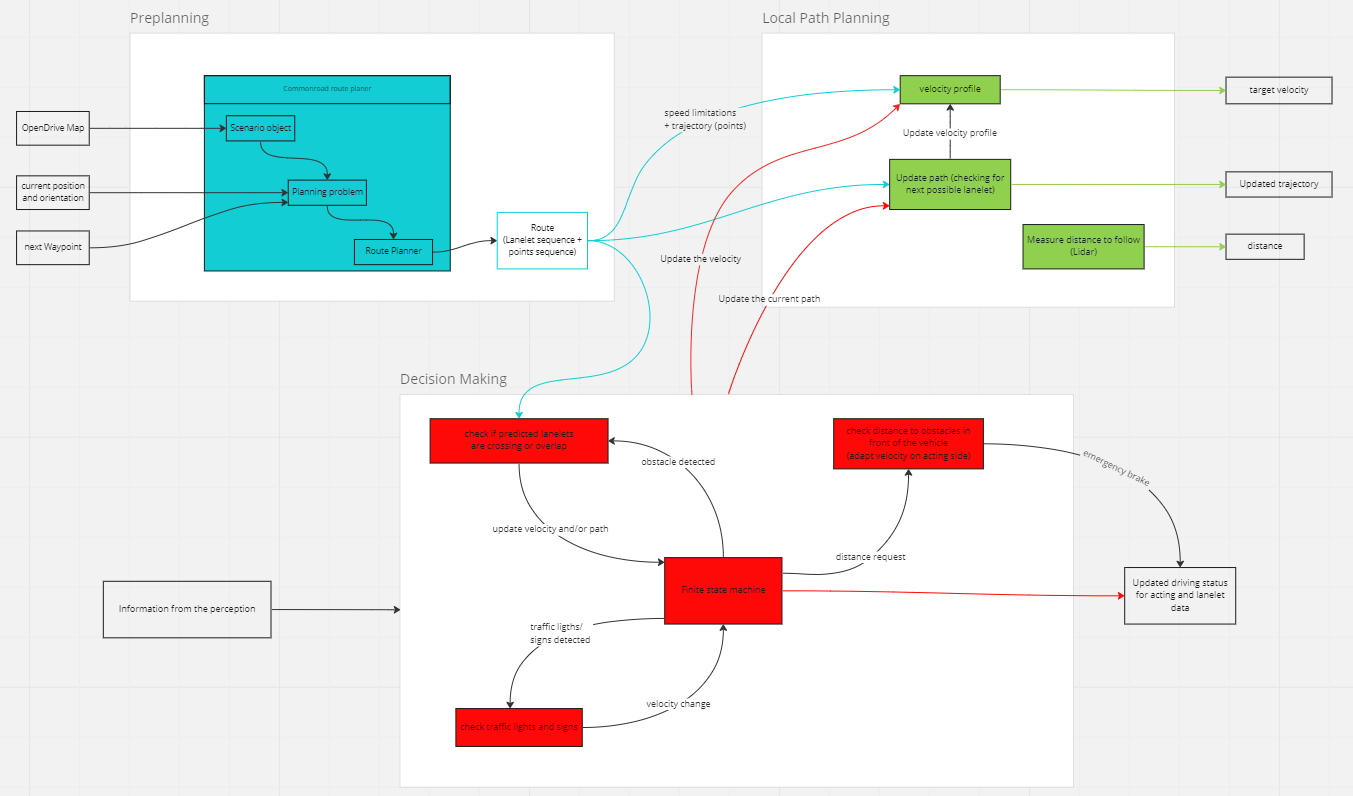 Preplanning
Local Path Planning
Commonroad route planer
velocity profile
target velocity
OpenDrive Map
Scenario object
speed limitations
+ trajectory (points)
Update velocity profile
current position
and orientation
Planning problem
Update path (checking for
next possible lanelet)
Updated trajectory
next Waypoint
Route Planner
Route
(Lanelet sequence +
points sequence)
Measure distance to follow
(Lidar)
distance
Update the velocity
Update the current path
Decision Making
check if predicted lanelets
are crossing or overlap
check distance to obstacles in
front of the vehicle
(adapt velocity on acting side)
obstacle detected
emergency brake
update velocity and/or path
distance request
Finite state machine
Updated driving status
for acting and lanelet
data
Information from the perception
traffic ligths/
signs detected
velocity change
check traffic lights and signs